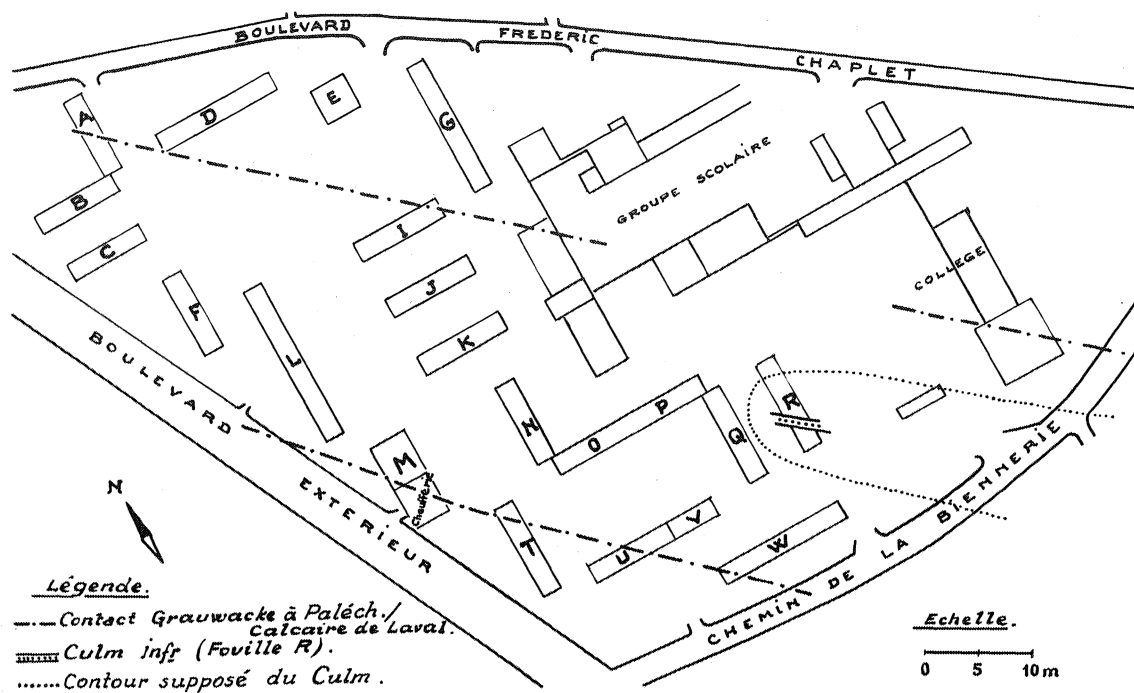 BOULEVARD FREDERIC CHAPLET
A
D
E
G
B
C
F
I
J
K
L
GROUPE SCOLAIRE
COLLEGE
BOULEVARD EXTERIEUR
M
Chaufferie
N
O
P
Q
R
T
U
V
W
CHEMIN DE LA BIENNERIE
N
Légende.
Contact Grauwacke à Paléch./
Calcaire de Laval.
Culm infr (Fouille R).
Contour supposé du Culm.
Echelle.
0 5 10 m